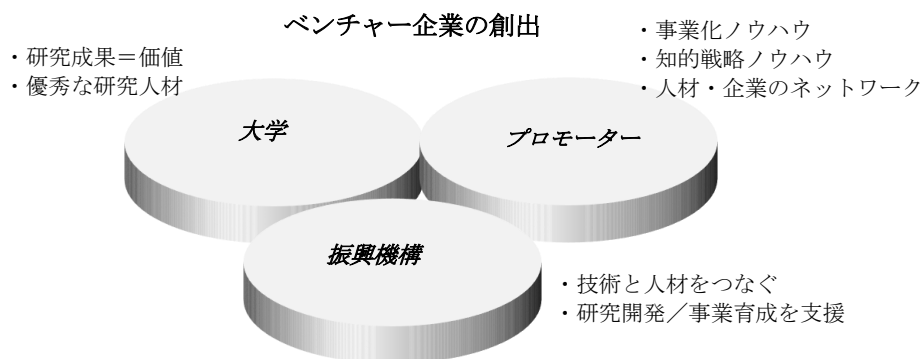 ベンチャー企業の創出
・研究成果＝価値
・優秀な研究人材
・事業化ノウハウ
・知的戦略ノウハウ
・人材・企業のネットワーク
大学
プロモーター
振興機構
・技術と人材をつなぐ
・研究開発／事業育成を支援